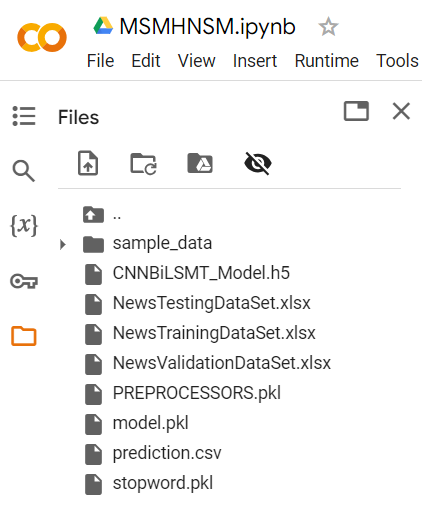 MSMHNSM.ipynb
File Edit View Insert Runtime Tools
Files
{x}
..
sample_data
CNNBiLSMT_Model.h5
NewsTestingDataSet.xlsx
NewsTrainingDataSet.xlsx
NewsValidationDataSet.xlsx
PREPROCESSORS.pkl
model.pkl
prediction.csv
stopword.pkl